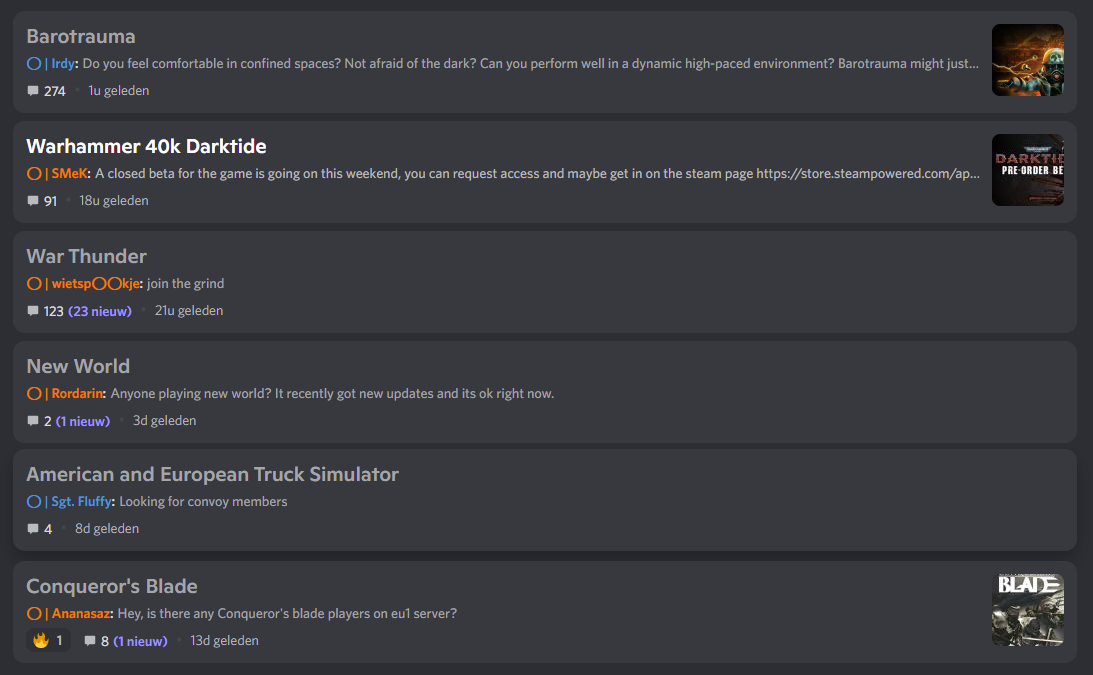 Barotrauma
◯ | Irdy: Do you feel comfortable in confined spaces? Not afraid of the dark? Can you perform well in a dynamic high-paced environment? Barotrauma might just...
274 • 1u geleden
Warhammer 40k Darktide
◯ | SMeK: A closed beta for the game is going on this weekend, you can request access and maybe get in on the steam page https://store.steampowered.com/ap...
DARKTID
PRE-ORDER BE
91 • 18u geleden
War Thunder
◯ | wietsp◯◯kje: join the grind
123 (23 nieuw) • 21u geleden
New World
◯ | Rordarin: Anyone playing new world? It recently got new updates and its ok right now.
2 (1 nieuw) • 3d geleden
American and European Truck Simulator
◯ | Sgt. Fluffy: Looking for convoy members
4 • 8d geleden
Conqueror's Blade
BLADE
◯ | Ananasaz: Hey, is there any Conqueror's blade players on eu1 server?
🔥 1 8 (1 nieuw) • 13d geleden